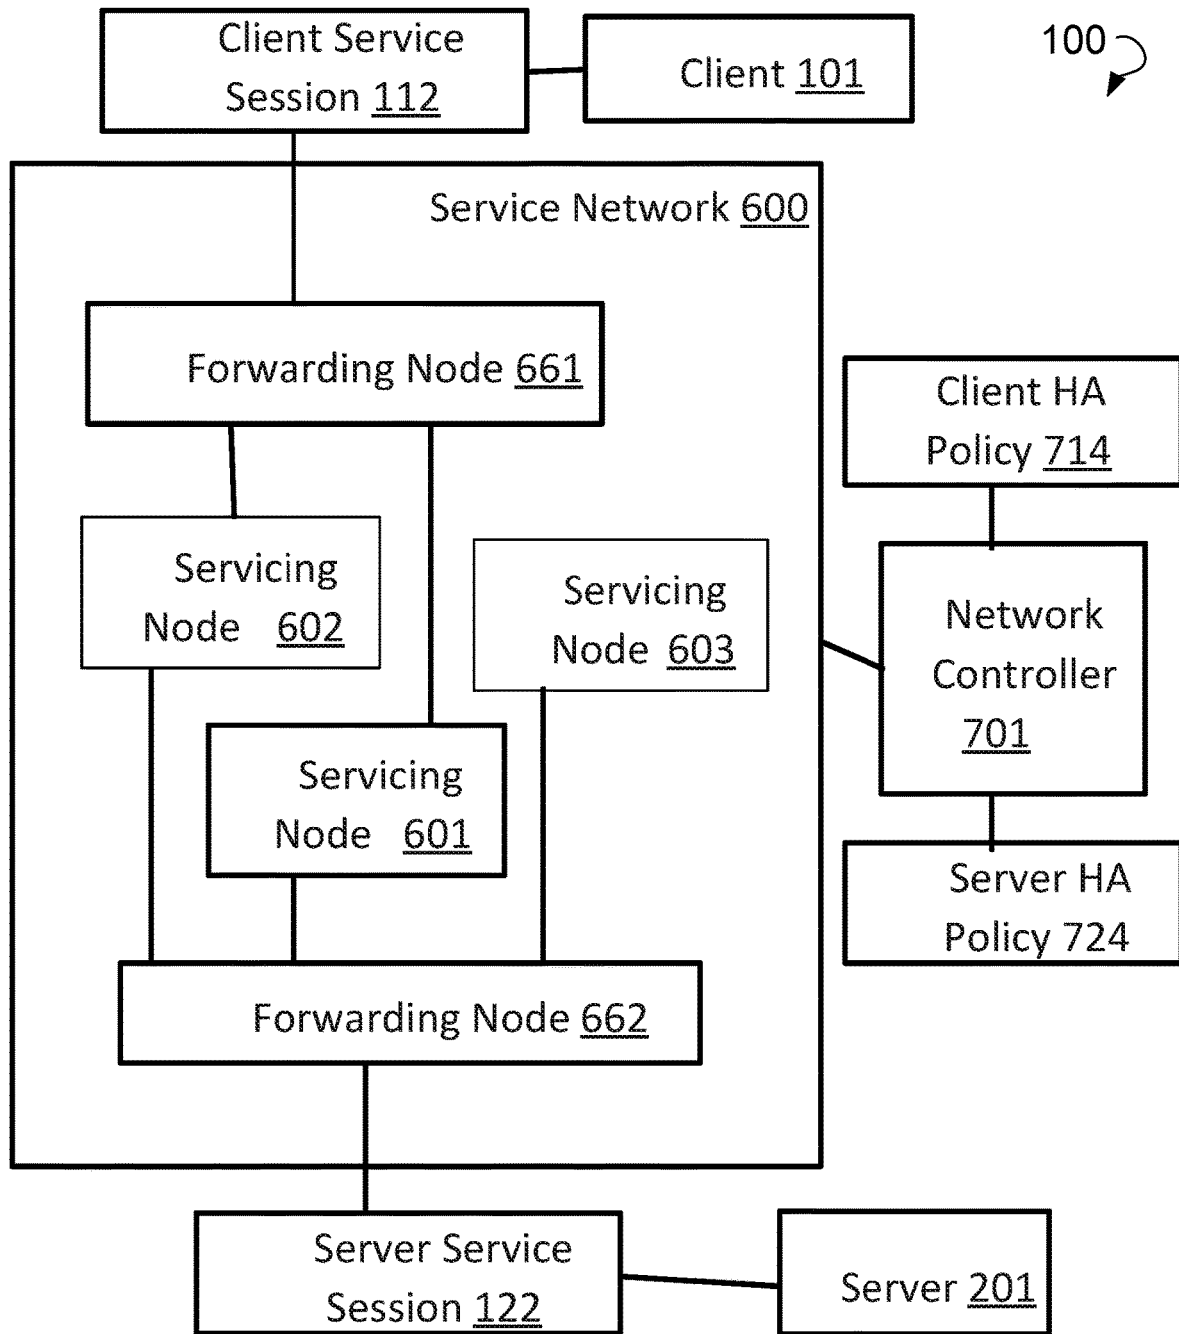 Client Service
Session 112
Client 101
100
Service Network 600
Forwarding Node 661
Client HA
Policy 714
Servicing
Node 602
Servicing
Node 603
Network
Controller
701
Servicing
Node 601
Server HA
Policy 724
Forwarding Node 662
Server Service
Session 122
Server 201